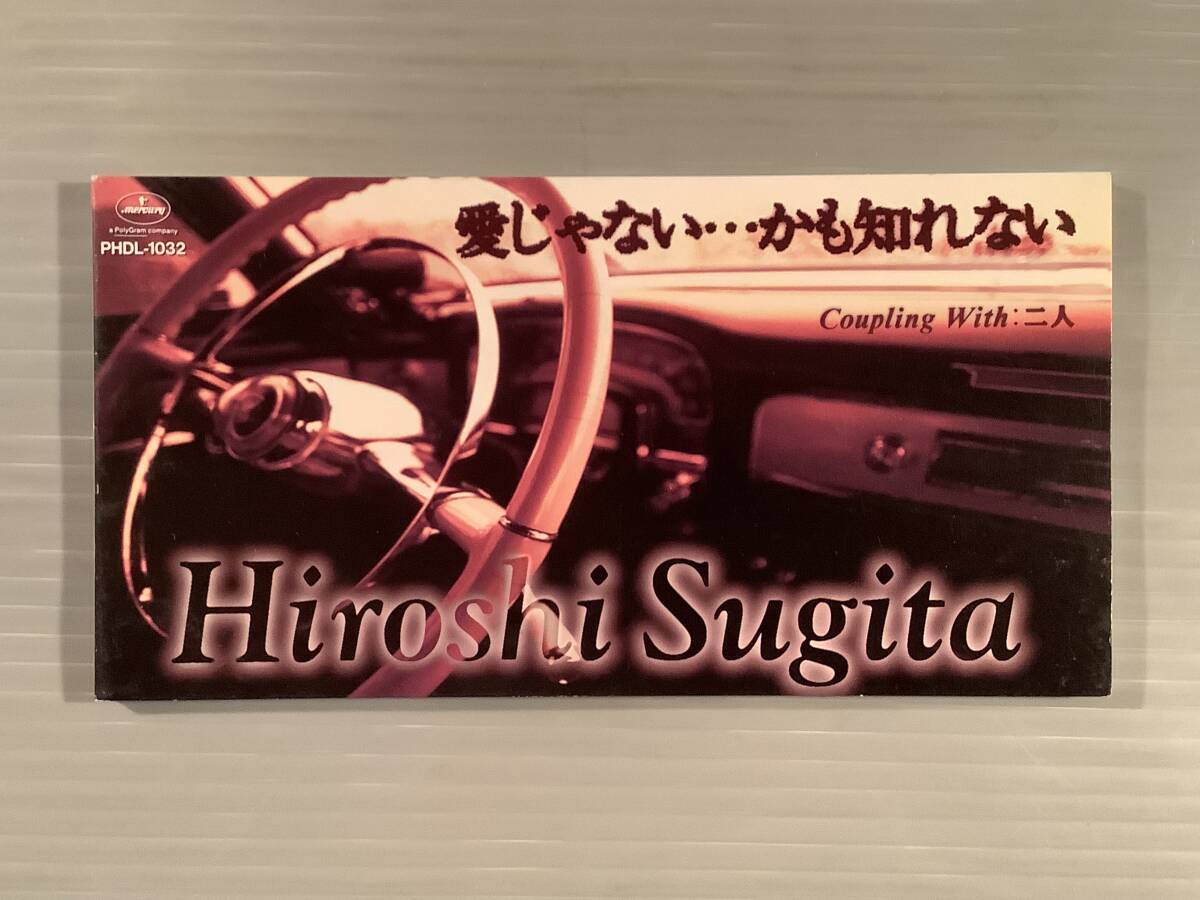 mercury
a PolyGram company
PHDL-1032
愛じゃない…かも知れない
Coupling With:二人
Hiroshi Sugita